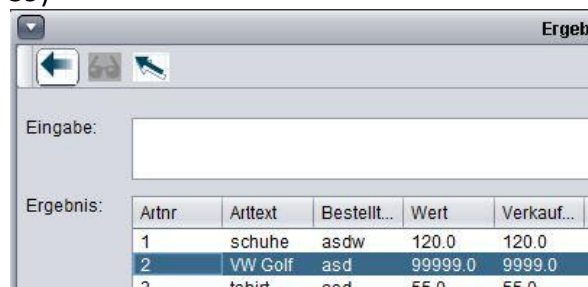 Ergeb
Eingabe:
Ergebnis:
Artnr Arttext Bestellt... Wert Verkauf...
1 schuhe asdw 120.0 120.0
2 VW Golf asd 99999.0 9999.0